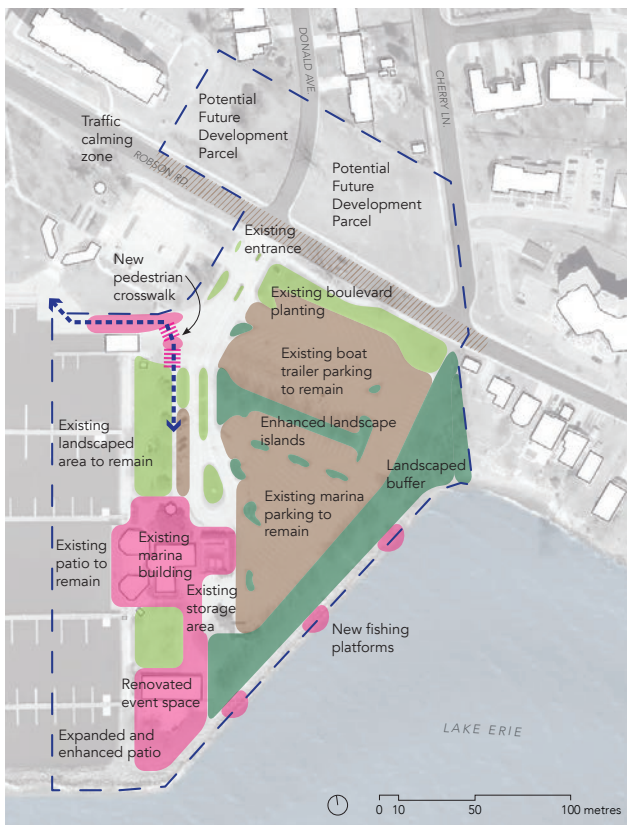 DONALD AVE.
CHERRY LN.
Potential
Future
Development
Parcel
Traffic
calming
zone
ROBSON RD.
Potential
Future
Development
Parcel
Existing
entrance
New
pedestrian
crosswalk
Existing boulevard
planting
Existing boat
trailer parking
to remain
Enhanced landscape
islands
Existing
landscaped
area to remain
Landscaped
buffer
Existing marina
parking to
remain
Existing
marina
building
Existing
patio to
remain
Existing
storage
area
New fishing
platforms
Renovated
event space
Expanded and
enhanced patio
LAKE ERIE
0 10 50 100 metres